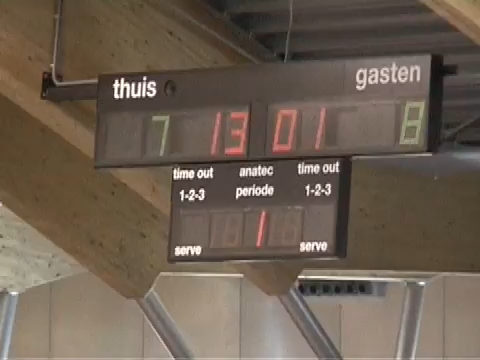 thuis gasten
7 13 01 8
time out anatec time out
1-2-3 periode 1-2-3
1
serve serve